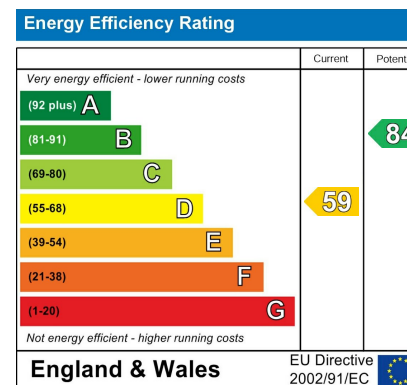 Energy Efficiency Rating
Current Potent
Very energy efficient - lower running costs
(92 plus) A
(81-91) B 84
(69-80) C
(55-68) D 59
(39-54) E
(21-38) F
(1-20) G
Not energy efficient - higher running costs
England & Wales
EU Directive
2002/91/EC